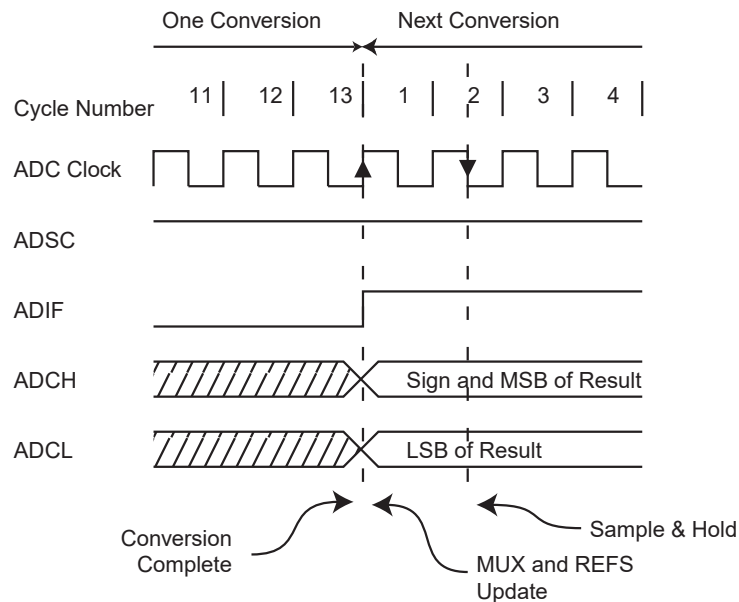 One Conversion Next Conversion
Cycle Number 11 12 13 1 2 3 4
ADC Clock
ADSC
ADIF
ADCH Sign and MSB of Result
ADCL LSB of Result
Conversion
Complete
MUX and REFS
Update
Sample & Hold